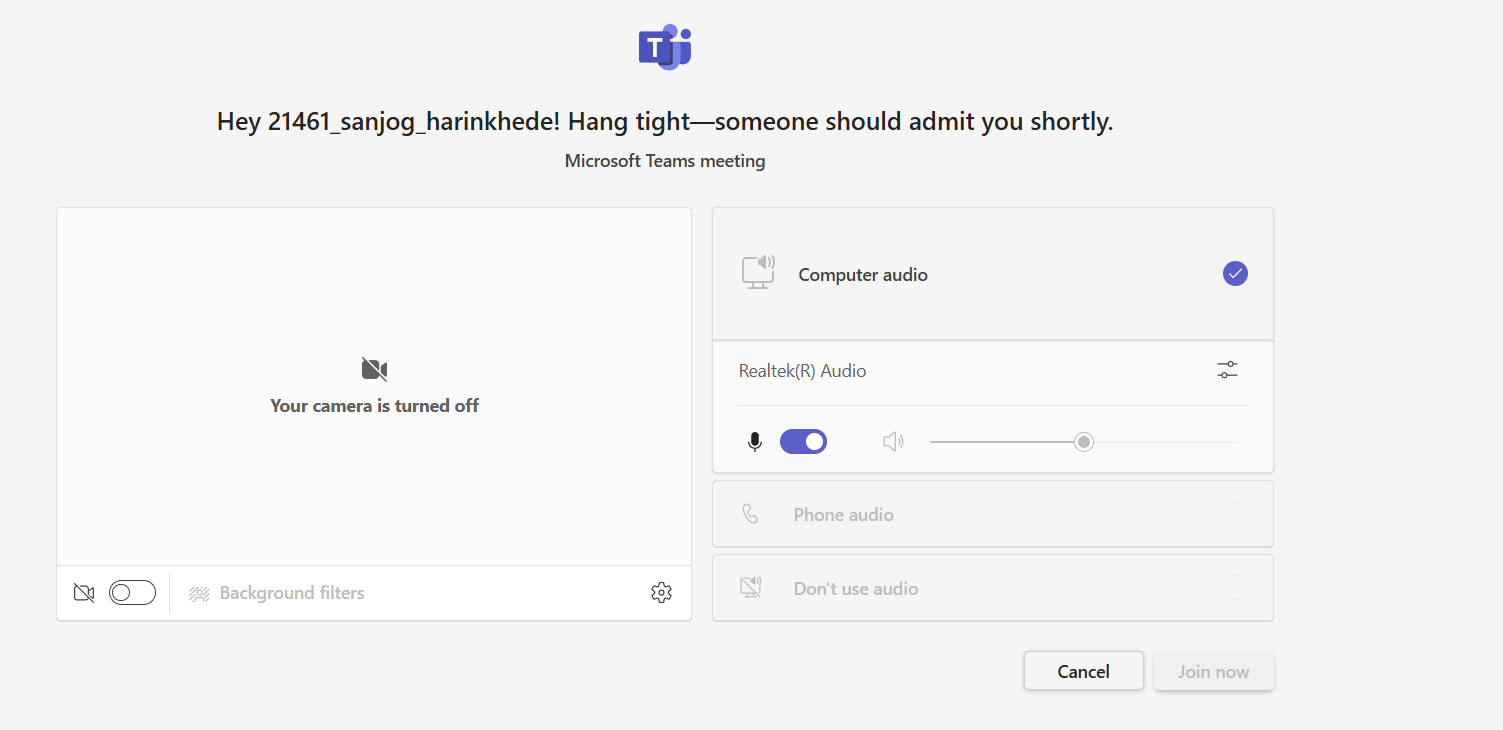 T
Hey 21461_sanjog_harinkhede! Hang tight—someone should admit you shortly.
Microsoft Teams meeting
Your camera is turned off
Background filters
Computer audio
Realtek(R) Audio
Phone audio
Don't use audio
Cancel
Join now